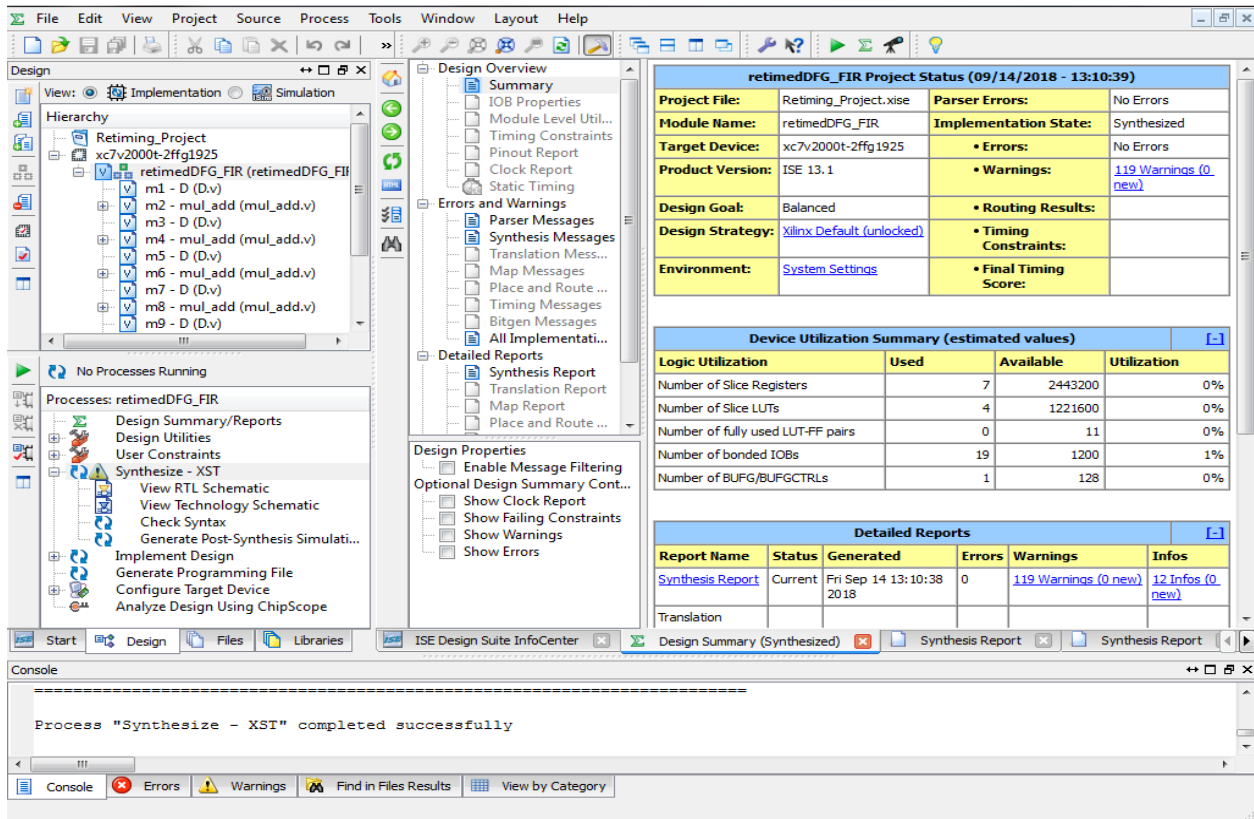 File Edit View Project Source Process Tools Window Layout Help
Design
View: Implementation Simulation
Hierarchy
Retiming_Project
xc7v2000t-2ffg1925
retimedDFG_FIR (retimedDFG_FIR
m1 - D (D.v)
m2 - mul_add (mul_add.v)
m3 - D (D.v)
m4 - mul_add (mul_add.v)
m5 - D (D.v)
m6 - mul_add (mul_add.v)
m7 - D (D.v)
m8 - mul_add (mul_add.v)
m9 - D (D.v)
No Processes Running
Processes: retimedDFG_FIR
Design Summary/Reports
Design Utilities
User Constraints
Synthesize - XST
View RTL Schematic
View Technology Schematic
Check Syntax
Generate Post-Synthesis Simulati...
Implement Design
Generate Programming File
Configure Target Device
Analyze Design Using ChipScope
Start Design Files Libraries
Design Overview
Summary
IOB Properties
Module Level Util...
Timing Constraints
Pinout Report
Clock Report
Static Timing
Errors and Warnings
Parser Messages
Synthesis Messages
Translation Mess...
Map Messages
Place and Route ...
Timing Messages
Bitgen Messages
All Implementati...
Detailed Reports
Synthesis Report
Translation Report
Map Report
Place and Route ...
Design Properties
Enable Message Filtering
Optional Design Summary Cont...
Show Clock Report
Show Failing Constraints
Show Warnings
Show Errors
retimedDFG_FIR Project Status (09/14/2018 - 13:10:39)
Project File: Retiming_Project.xise Parser Errors: No Errors
Module Name: retimedDFG_FIR Implementation State: Synthesized
Target Device: xc7v2000t-2ffg1925 • Errors: No Errors
Product Version: ISE 13.1 • Warnings: 119 Warnings (0
new)
Design Goal: Balanced • Routing Results:
Design Strategy: Xilinx Default (unlocked) • Timing
Constraints:
Environment: System Settings • Final Timing
Score:
Device Utilization Summary (estimated values) [-]
Logic Utilization Used Available Utilization
Number of Slice Registers 7 2443200 0%
Number of Slice LUTs 4 1221600 0%
Number of fully used LUT-FF pairs 0 11 0%
Number of bonded IOBs 19 1200 1%
Number of BUFG/BUFGCTRLs 1 128 0%
Detailed Reports [-]
Report Name Status Generated Errors Warnings Infos
Synthesis Report Current Fri Sep 14 13:10:38 0 119 Warnings (0 new) 12 Infos (0
2018 new)
Translation
ISE Design Suite InfoCenter Design Summary (Synthesized) Synthesis Report Synthesis Report
Console
Process "Synthesize - XST" completed successfully
Console Errors Warnings Find in Files Results View by Category